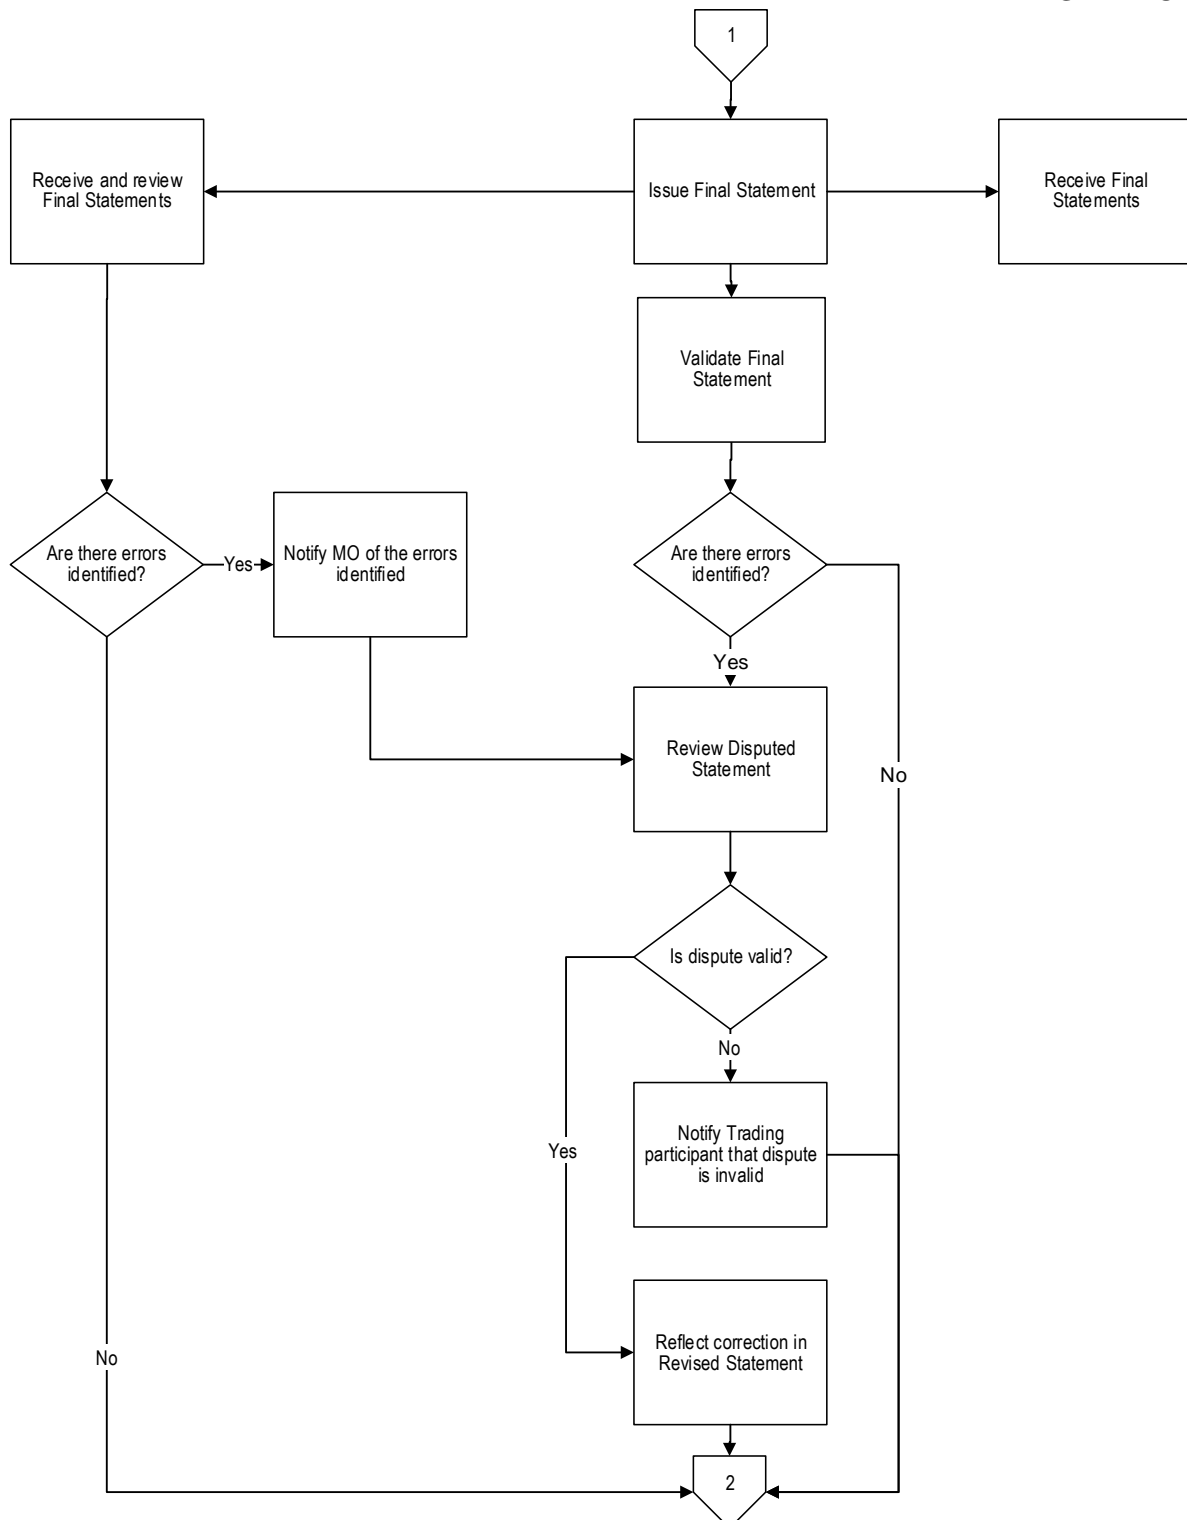 1
Receive and review
Final Statements
Issue Final Statement
Receive Final
Statements
Validate Final
Statement
Are there errors
identified?
Yes
Notify MO of the errors
identified
Are there errors
identified?
Yes
Review Disputed
Statement
No
Is dispute valid?
No
Yes
Notify Trading
participant that dispute
is invalid
No
Reflect correction in
Revised Statement
2